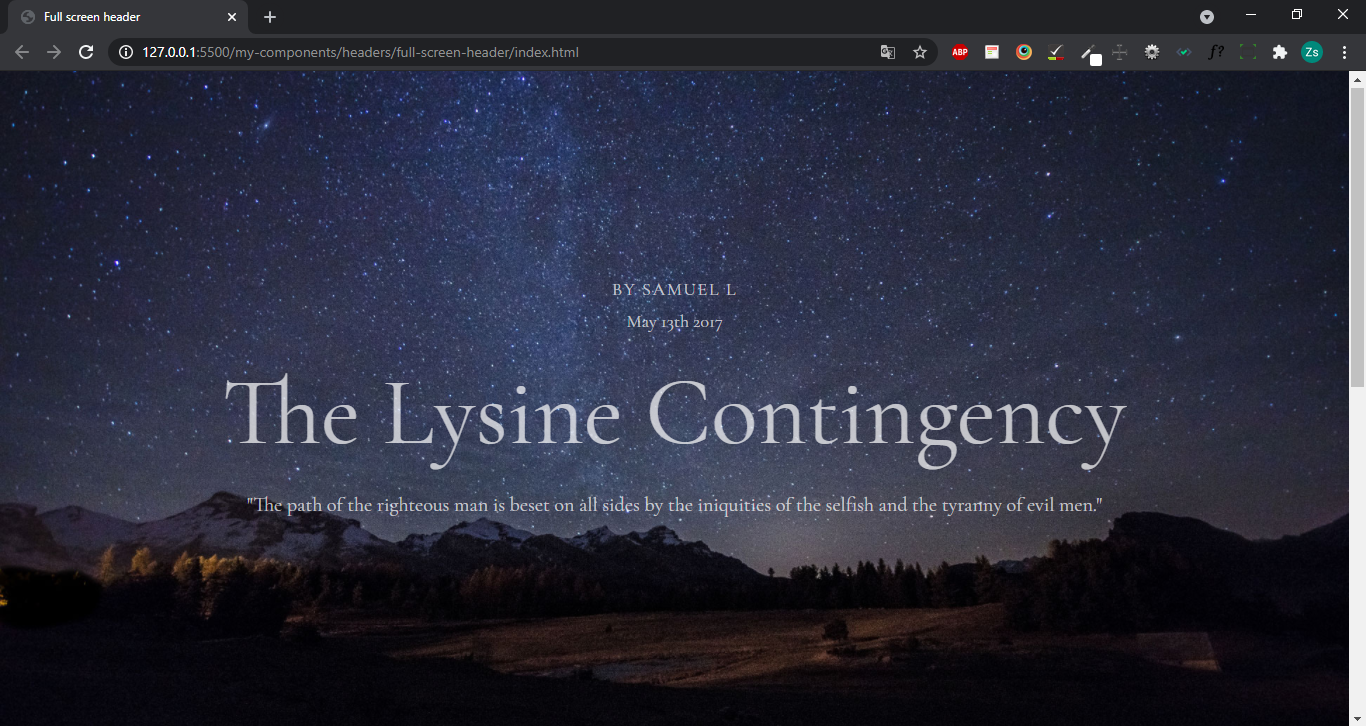 Full screen header
127.0.0.1:5500/my-components/headers/full-screen-header/index.html
ABP
f?
Zs
BY SAMUEL L
May 13th 2017
The Lysine Contingency
"The path of the righteous man is beset on all sides by the iniquities of the selfish and the tyranny of evil men."